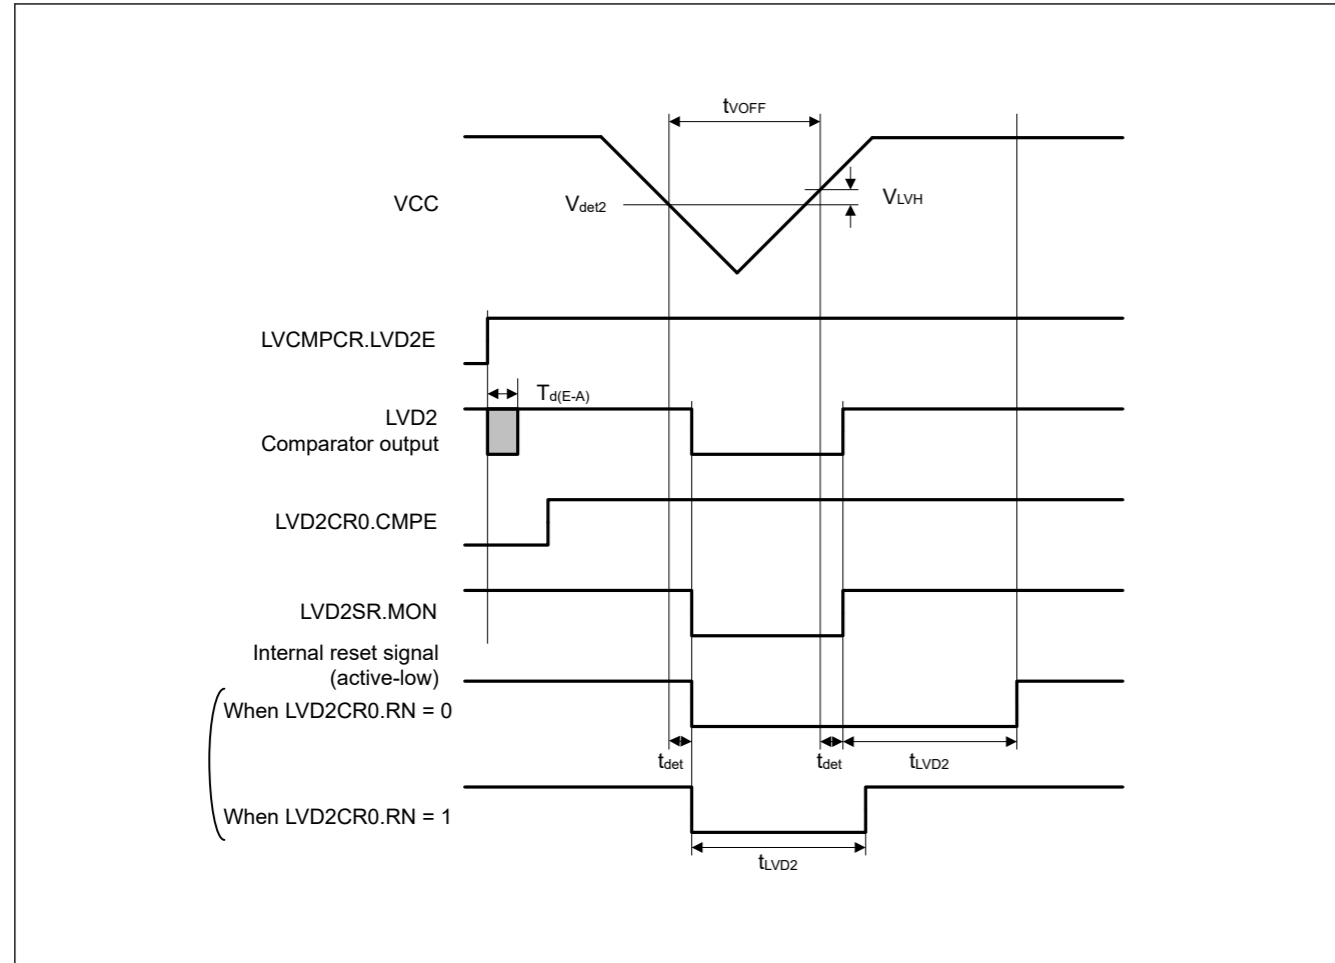 tVOFF
VCC
Vdet2
VLVH
LVCMPCR.LVD2E
Td(E-A)
LVD2
Comparator output
LVD2CR0.CMPE
LVD2SR.MON
Internal reset signal
(active-low)
When LVD2CR0.RN = 0
tdet
tdet
tLVD2
When LVD2CR0.RN = 1
tLVD2